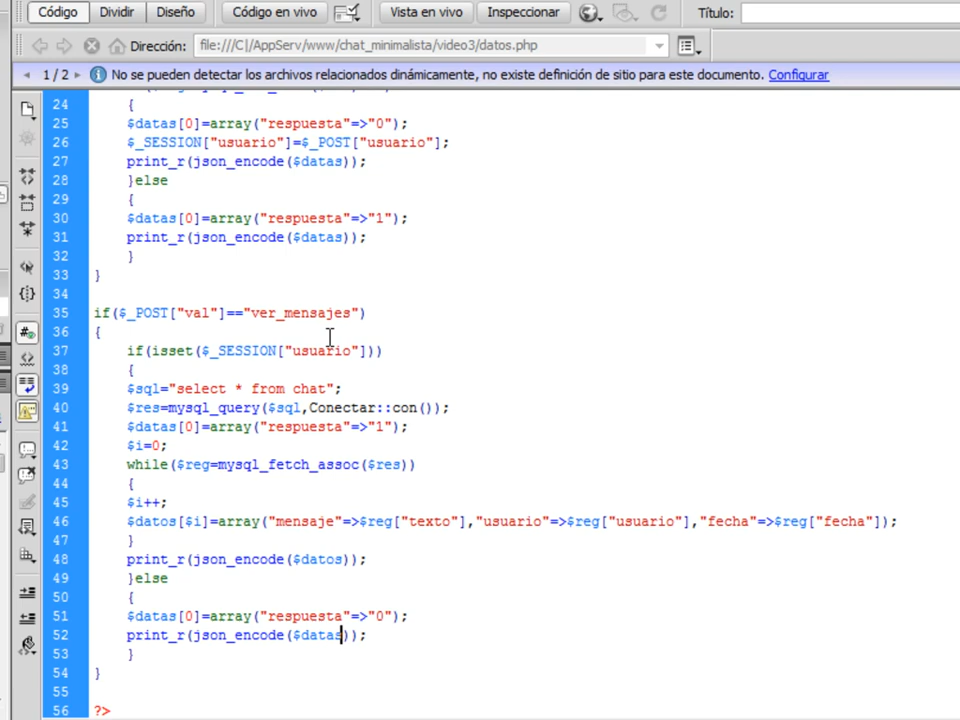 Código Dividir Diseño Código en vivo Vista en vivo Inspeccionar Título:
Dirección: file:///C|/AppServ/www/chat_minimalista/video3/datos.php
1 / 2 No se pueden detectar los archivos relacionados dinámicamente, no existe definición de sitio para este documento. Configurar
24 {
25 $datas[0]=array("respuesta"=>"0");
26 $_SESSION["usuario"]=$_POST["usuario"];
27 print_r(json_encode($datas));
28 }else
29 {
30 $datas[0]=array("respuesta"=>"1");
31 print_r(json_encode($datas));
32 }
33 }
34
35 if($_POST["val"]=="ver_mensajes")
36 {
37 if(isset($_SESSION["usuario"]))
38 {
39 $sql="select * from chat";
40 $res=mysql_query($sql,Conectar::con());
41 $datas[0]=array("respuesta"=>"1");
42 $i=0;
43 while($reg=mysql_fetch_assoc($res))
44 {
45 $i++;
46 $datos[$i]=array("mensaje"=>$reg["texto"],"usuario"=>$reg["usuario"],"fecha"=>$reg["fecha"]);
47 }
48 print_r(json_encode($datos));
49 }else
50 {
51 $datas[0]=array("respuesta"=>"0");
52 print_r(json_encode($datas));
53 }
54 }
55
56 ?>